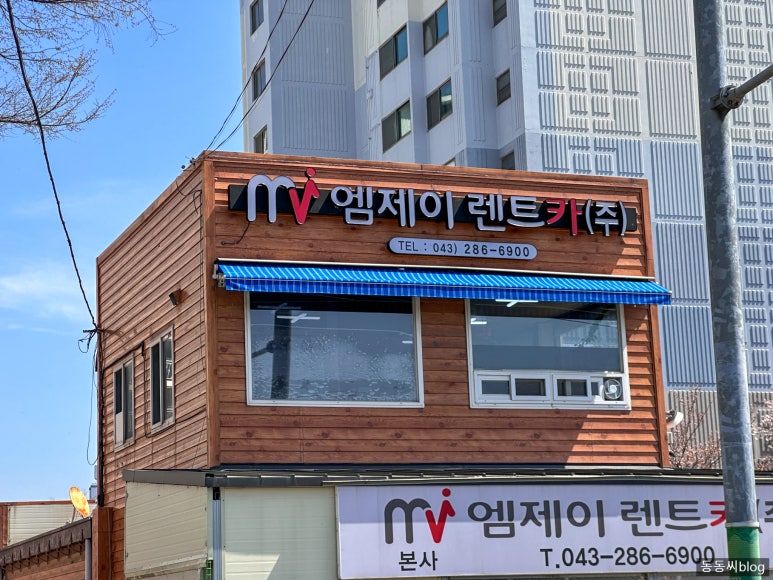 mj 엠제이 렌트카(주)
TEL : 043) 286-6900
mj 엠제이 렌트카(주
본사 T.043-286-6900
동동씨blog